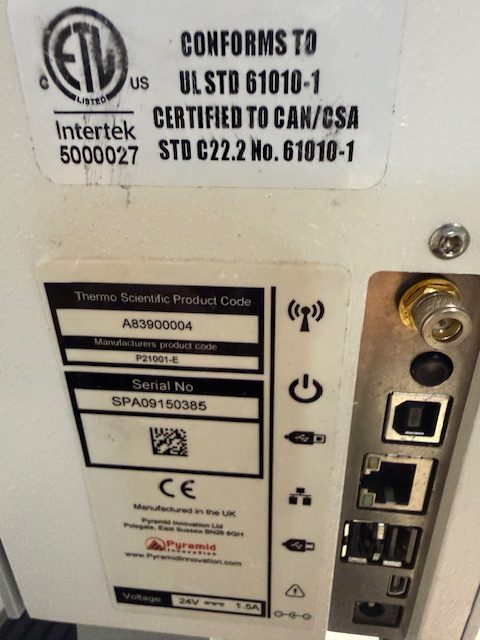 ETL
C
US
LISTED
Intertek
5000027
CONFORMS TO
UL STD 61010-1
CERTIFIED TO CAN/CSA
STD C22.2 No. 61010-1
Thermo Scientific Product Code
A83900004
Manufacturers product code
P21001-E
Serial No
SPA09150385
CE
Manufactured in the UK
Pyramid Innovation Ltd
Polegate, East Sussex BN26 6QH
Pyramid
Innovation
www.PyramidInnovation.com
Voltage
24V ⎓ 1.5A